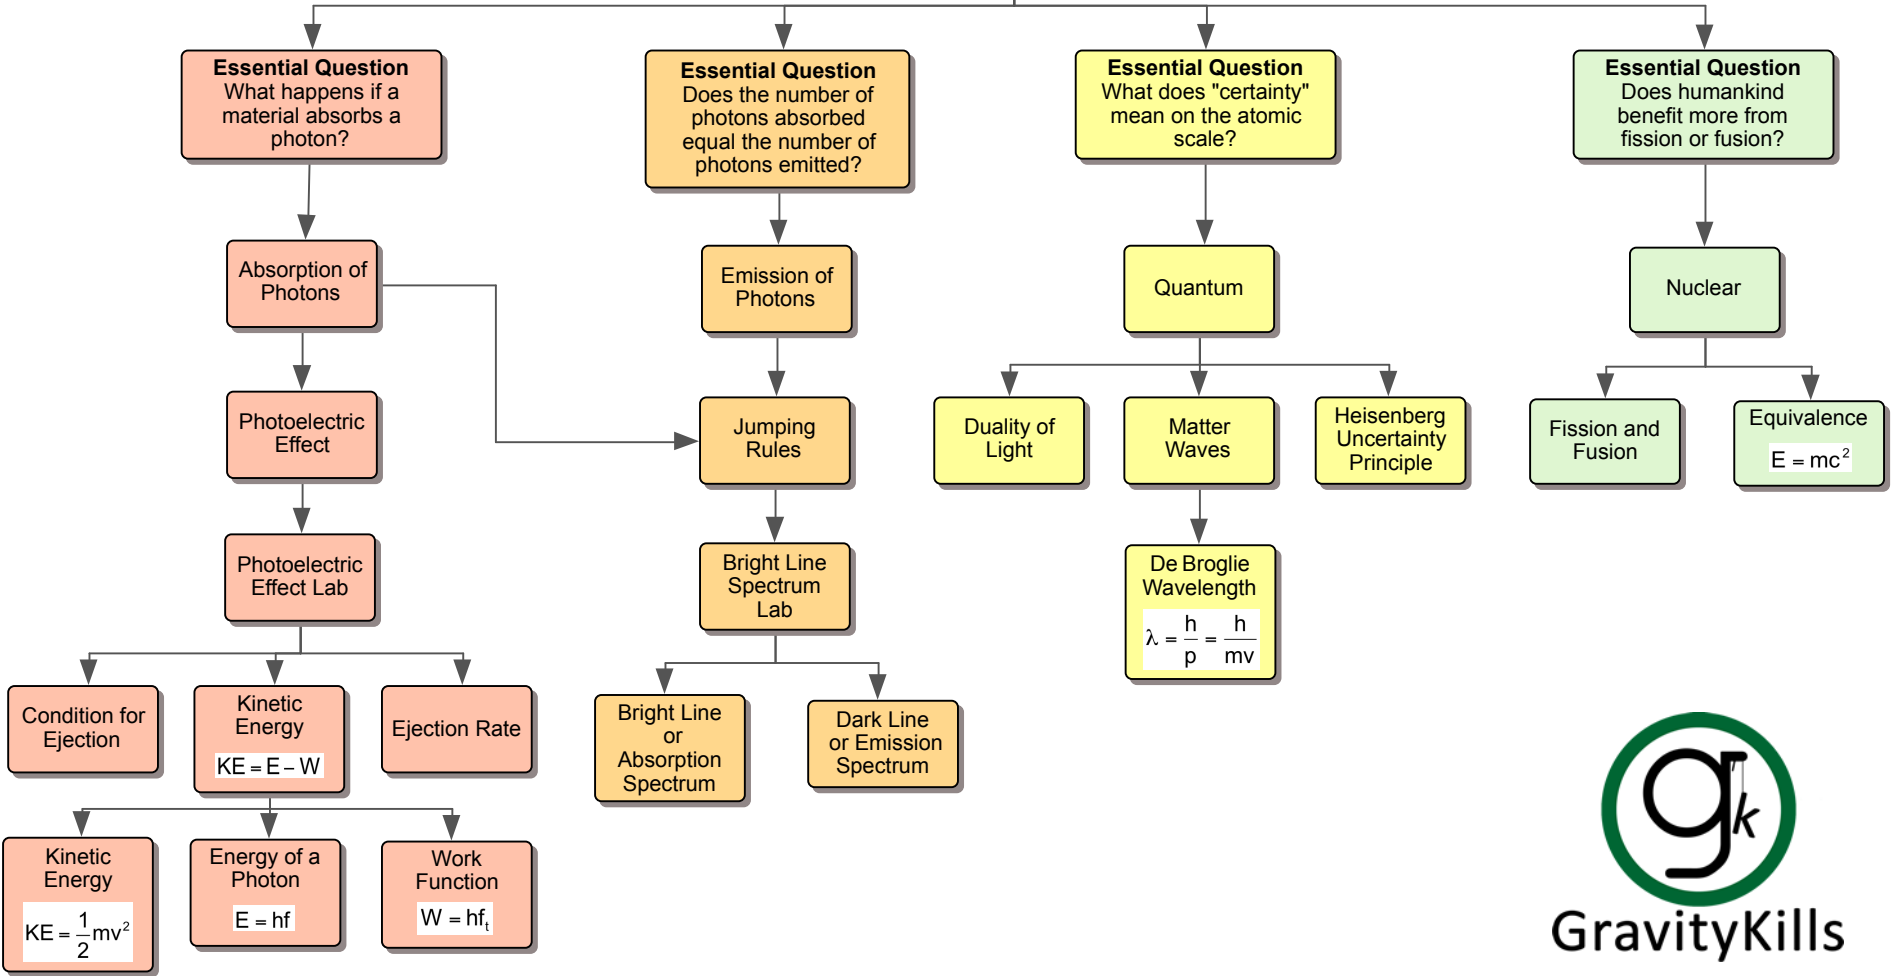 Essential Question
What happens if a
material absorbs a
photon?
Essential Question
Does the number of
photons absorbed
equal the number of
photons emitted?
Essential Question
What does "certainty"
mean on the atomic
scale?
Essential Question
Does humankind
benefit more from
fission or fusion?
Absorption of
Photons
Emission of
Photons
Quantum
Nuclear
Photoelectric
Effect
Jumping
Rules
Duality of
Light
Matter
Waves
Heisenberg
Uncertainty
Principle
Fission and
Fusion
Equivalence
E = mc²
Photoelectric
Effect Lab
Bright Line
Spectrum
Lab
De Broglie
Wavelength
λ = h/p = h/mv
Condition for
Ejection
Kinetic
Energy
KE = E – W
Ejection Rate
Bright Line
or
Absorption
Spectrum
Dark Line
or Emission
Spectrum
Kinetic
Energy
KE = 1/2 mv²
Energy of a
Photon
E = hf
Work
Function
W = hfₜ
gk
GravityKills